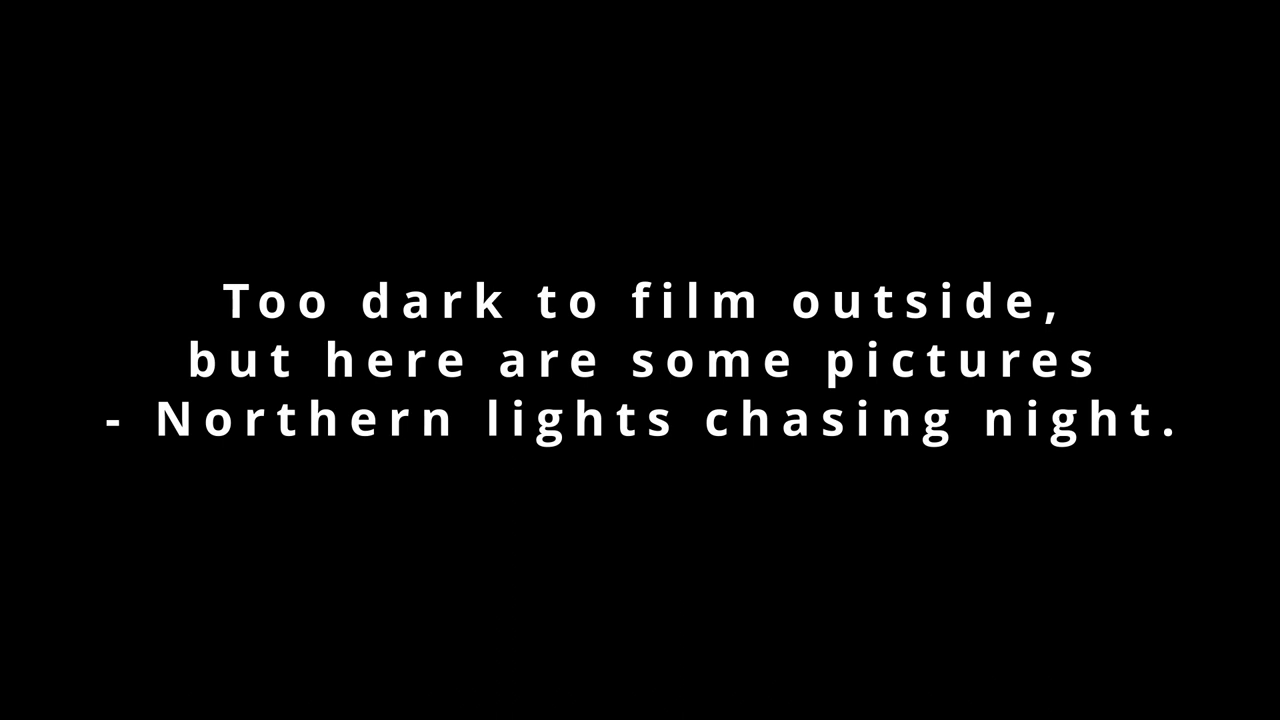 Too dark to film outside,
but here are some pictures
- Northern lights chasing night.